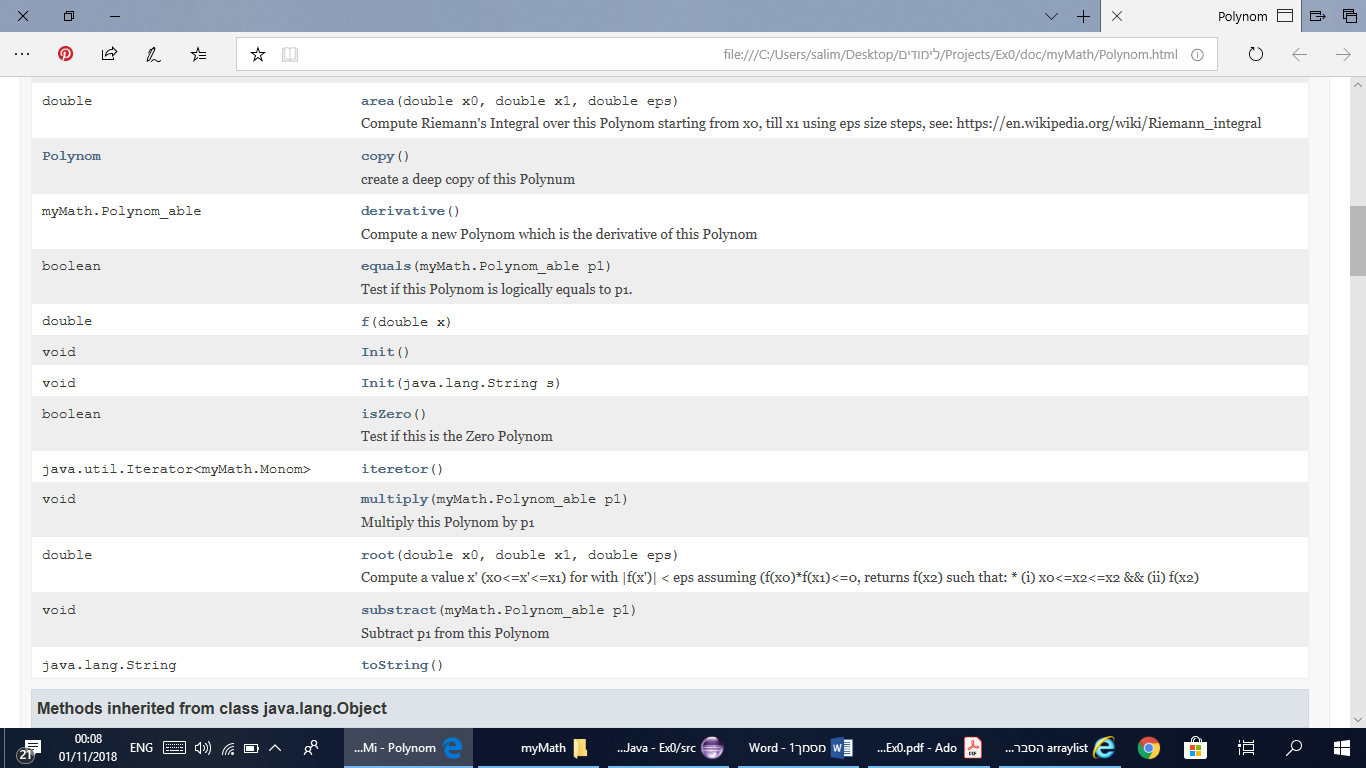 Polynom
file:///C:/Users/salim/Desktop/לימודים/Projects/Ex0/doc/myMath/Polynom.html
double area(double x0, double x1, double eps)
Compute Riemann's Integral over this Polynom starting from x0, till x1 using eps size steps, see: https://en.wikipedia.org/wiki/Riemann_integral
Polynom copy()
create a deep copy of this Polynum
myMath.Polynom_able derivative()
Compute a new Polynom which is the derivative of this Polynom
boolean equals(myMath.Polynom_able p1)
Test if this Polynom is logically equals to p1.
double f(double x)
void Init()
void Init(java.lang.String s)
boolean isZero()
Test if this is the Zero Polynom
java.util.Iterator<myMath.Monom> iteretor()
void multiply(myMath.Polynom_able p1)
Multiply this Polynom by p1
double root(double x0, double x1, double eps)
Compute a value x' (x0<=x'<=x1) for with |f(x')| < eps assuming (f(x0)*f(x1)<=0, returns f(x2) such that: * (i) x0<=x2<=x2 && (ii) f(x2)
void substract(myMath.Polynom_able p1)
Subtract p1 from this Polynom
java.lang.String toString()
Methods inherited from class java.lang.Object
21 00:08 ENG ...Mi - Polynom myMath ...Java - Ex0/src Word - מסמך1 ...Ex0.pdf - Ado ...הסבר arraylist
01/11/2018